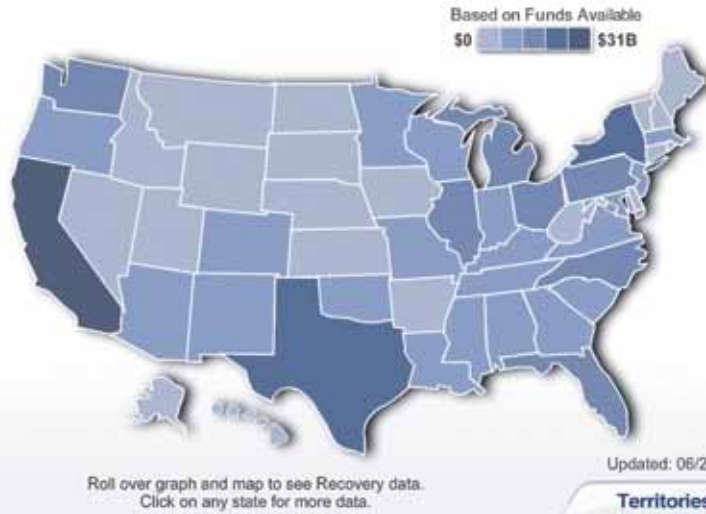 Based on Funds Available
$0 $31B
Updated: 06/2
Roll over graph and map to see Recovery data.
Click on any state for more data.
Territories